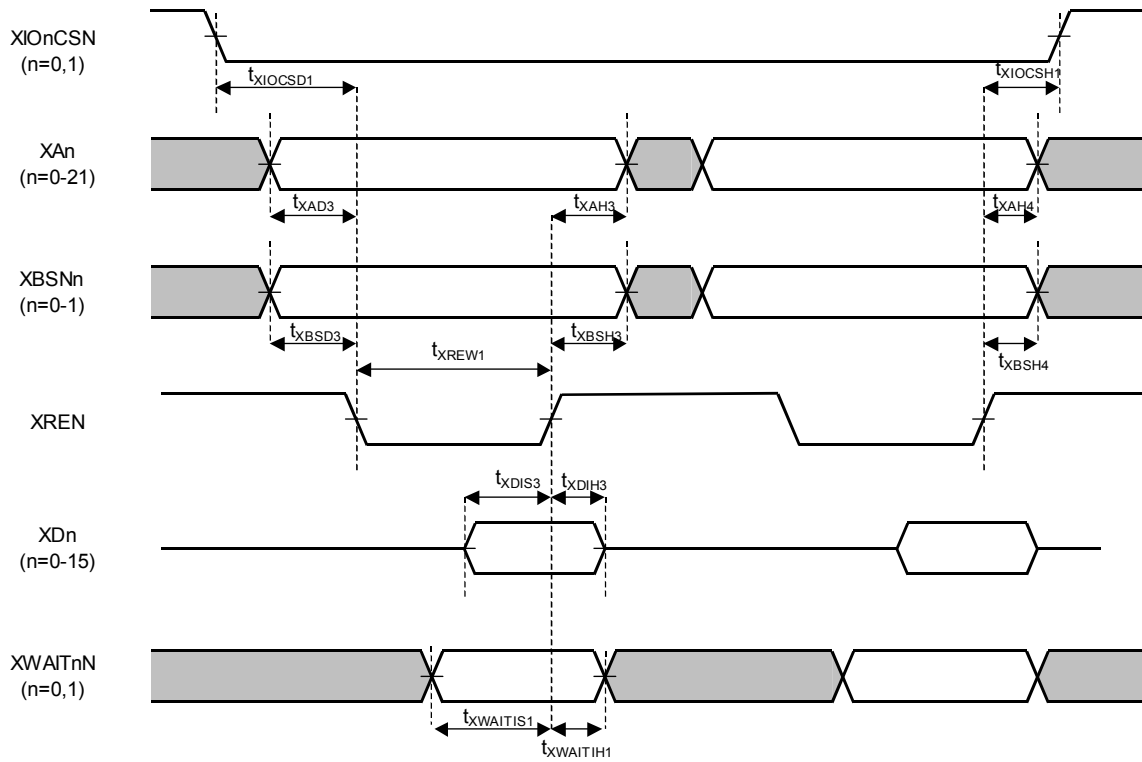 XIOnCSN
(n=0,1)
tXIOCSD1
tXIOCSH1
XAn
(n=0-21)
tXAD3
tXAH3
tXAH4
XBSNn
(n=0-1)
tXBSD3
tXREW1
tXBSH3
tXBSH4
XREN
tXDIS3
tXDIH3
XDn
(n=0-15)
XWAITnN
(n=0,1)
tXWAITIS1
tXWAITIH1